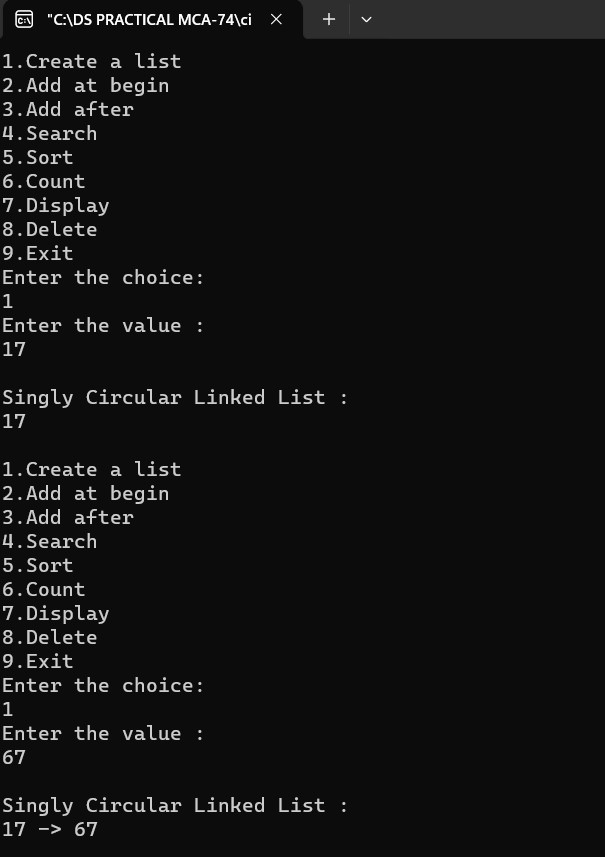 "C:\DS PRACTICAL MCA-74\ci
1.Create a list
2.Add at begin
3.Add after
4.Search
5.Sort
6.Count
7.Display
8.Delete
9.Exit
Enter the choice:
1
Enter the value :
17
Singly Circular Linked List :
17
1.Create a list
2.Add at begin
3.Add after
4.Search
5.Sort
6.Count
7.Display
8.Delete
9.Exit
Enter the choice:
1
Enter the value :
67
Singly Circular Linked List :
17 -> 67